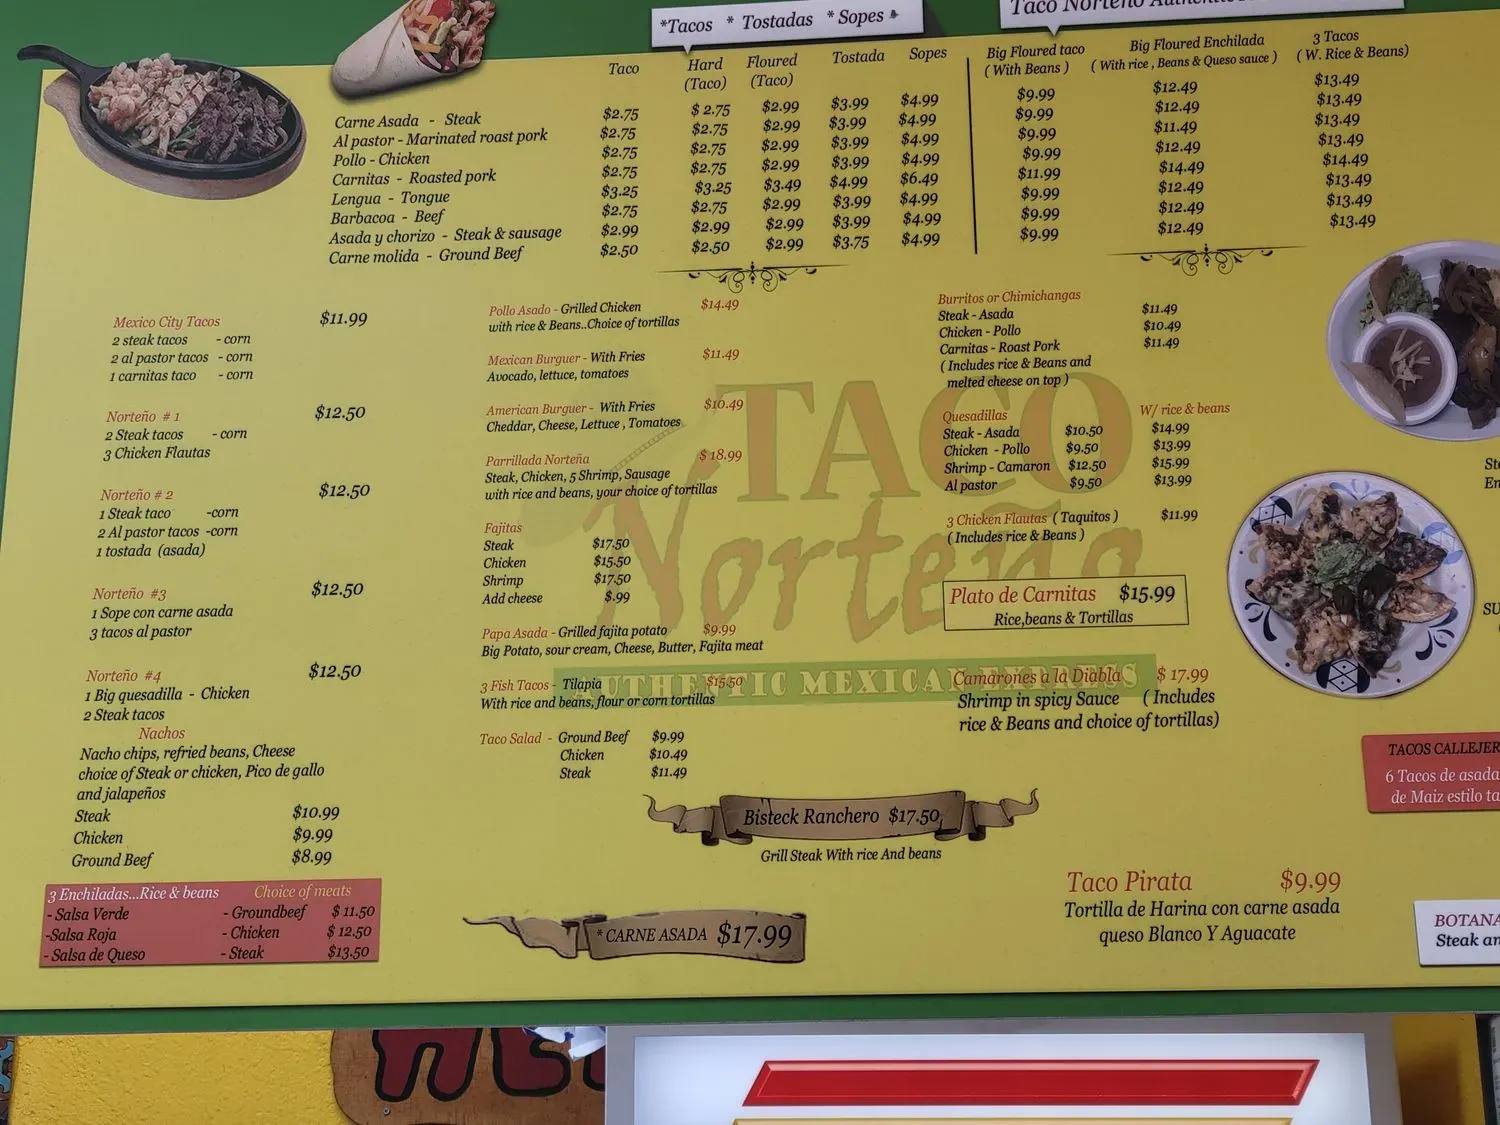 *Tacos * Tostadas * Sopes
Taco Norteño
Taco Hard (Taco) Floured (Taco) Tostada Sopes Big Floured taco (With Beans) Big Floured Enchilada (With rice, Beans & Queso sauce) 3 Tacos (W. Rice & Beans)
Carne Asada - Steak $2.75 $2.75 $2.99 $3.99 $4.99 $9.99 $12.49 $13.49
Al pastor - Marinated roast pork $2.75 $2.75 $2.99 $3.99 $4.99 $9.99 $12.49 $13.49
Pollo - Chicken $2.75 $2.75 $2.99 $3.99 $4.99 $9.99 $11.49 $13.49
Carnitas - Roasted pork $2.75 $2.75 $2.99 $3.99 $4.99 $9.99 $12.49 $13.49
Lengua - Tongue $3.25 $3.25 $3.49 $4.99 $6.49 $11.99 $14.49 $14.49
Barbacoa - Beef $2.75 $2.75 $2.99 $3.99 $4.99 $9.99 $12.49 $13.49
Asada y chorizo - Steak & sausage $2.99 $2.99 $2.99 $3.99 $4.99 $9.99 $12.49 $13.49
Carne molida - Ground Beef $2.50 $2.50 $2.99 $3.75 $4.99 $9.99 $12.49 $13.49
Mexico City Tacos $11.99
2 steak tacos - corn
2 al pastor tacos - corn
1 carnitas taco - corn
Norteño # 1 $12.50
2 Steak tacos - corn
3 Chicken Flautas
Norteño # 2 $12.50
1 Steak taco -corn
2 Al pastor tacos -corn
1 tostada (asada)
Norteño #3 $12.50
1 Sope con carne asada
3 tacos al pastor
Norteño #4 $12.50
1 Big quesadilla - Chicken
2 Steak tacos
Nachos
Nacho chips, refried beans, Cheese
choice of Steak or chicken, Pico de gallo
and jalapeños
Steak $10.99
Chicken $9.99
Ground Beef $8.99
3 Enchiladas...Rice & beans Choice of meats
- Salsa Verde - Groundbeef $ 11.50
-Salsa Roja - Chicken $ 12.50
- Salsa de Queso - Steak $13.50
Pollo Asado - Grilled Chicken $14.49
with rice & Beans..Choice of tortillas
Mexican Burguer - With Fries $11.49
Avocado, lettuce, tomatoes
American Burguer - With Fries $10.49
Cheddar, Cheese, Lettuce , Tomatoes
Parrillada Norteña $ 18.99
Steak, Chicken, 5 Shrimp, Sausage
with rice and beans, your choice of tortillas
Fajitas
Steak $17.50
Chicken $15.50
Shrimp $17.50
Add cheese $.99
Papa Asada - Grilled fajita potato $9.99
Big Potato, sour cream, Cheese, Butter, Fajita meat
3 Fish Tacos - Tilapia $15.50
With rice and beans, flour or corn tortillas
Taco Salad - Ground Beef $9.99
Chicken $10.49
Steak $11.49
Bisteck Ranchero $17.50
Grill Steak With rice And beans
* CARNE ASADA $17.99
TACO
Norteño
AUTHENTIC MEXICAN EXPRESS
Burritos or Chimichangas
Steak - Asada $11.49
Chicken - Pollo $10.49
Carnitas - Roast Pork $11.49
( Includes rice & Beans and
melted cheese on top )
Quesadillas W/ rice & beans
Steak - Asada $10.50 $14.99
Chicken - Pollo $9.50 $13.99
Shrimp - Camaron $12.50 $15.99
Al pastor $9.50 $13.99
3 Chicken Flautas ( Taquitos ) $11.99
( Includes rice & Beans )
Plato de Carnitas $15.99
Rice,beans & Tortillas
Camarones a la Diabla $ 17.99
Shrimp in spicy Sauce ( Includes
rice & Beans and choice of tortillas)
Taco Pirata $9.99
Tortilla de Harina con carne asada
queso Blanco Y Aguacate
TACOS CALLEJER
6 Tacos de asada
de Maiz estilo ta
BOTANA
Steak an